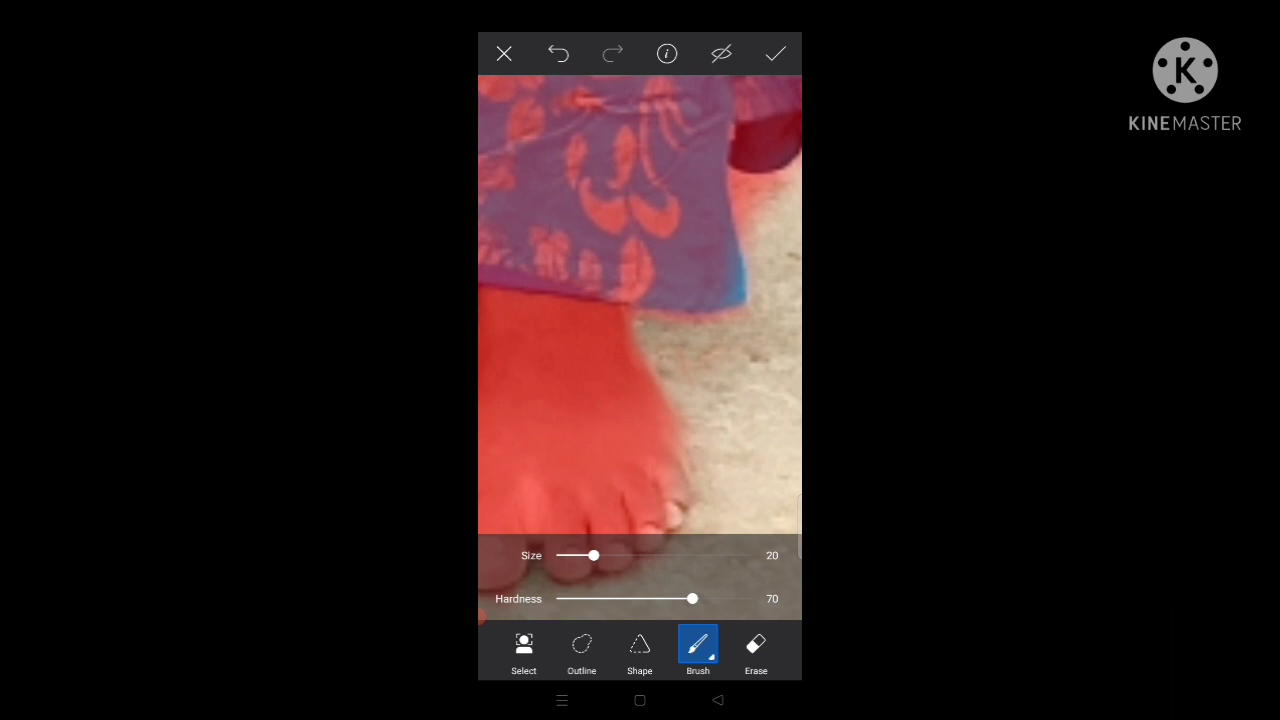 K
KINEMASTER
Size 20
Hardness 70
Select Outline Shape Brush Erase